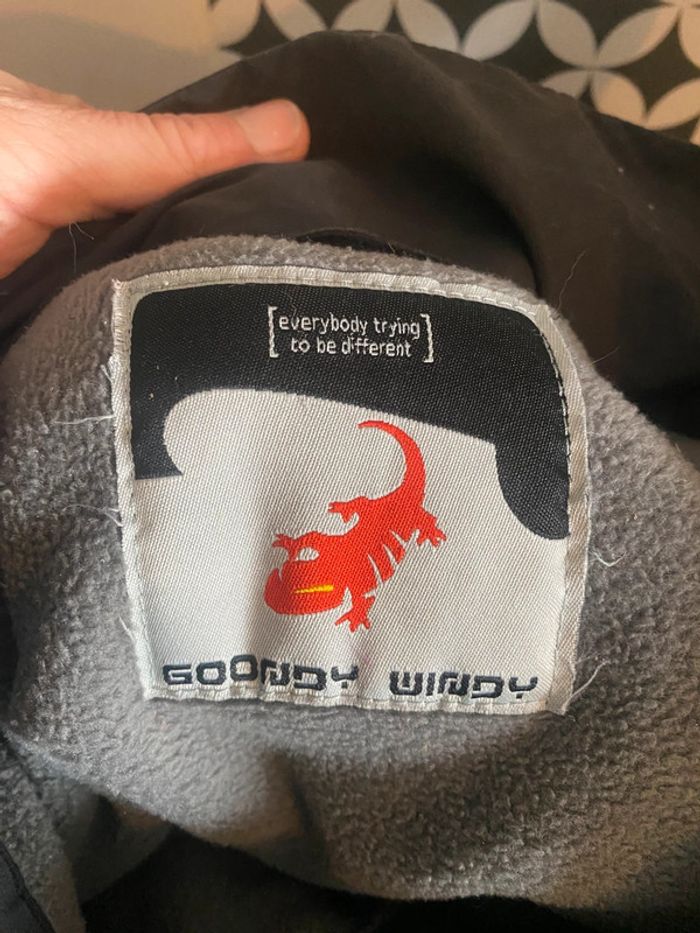 [everybody trying
to be different]
GOONDY WINDY